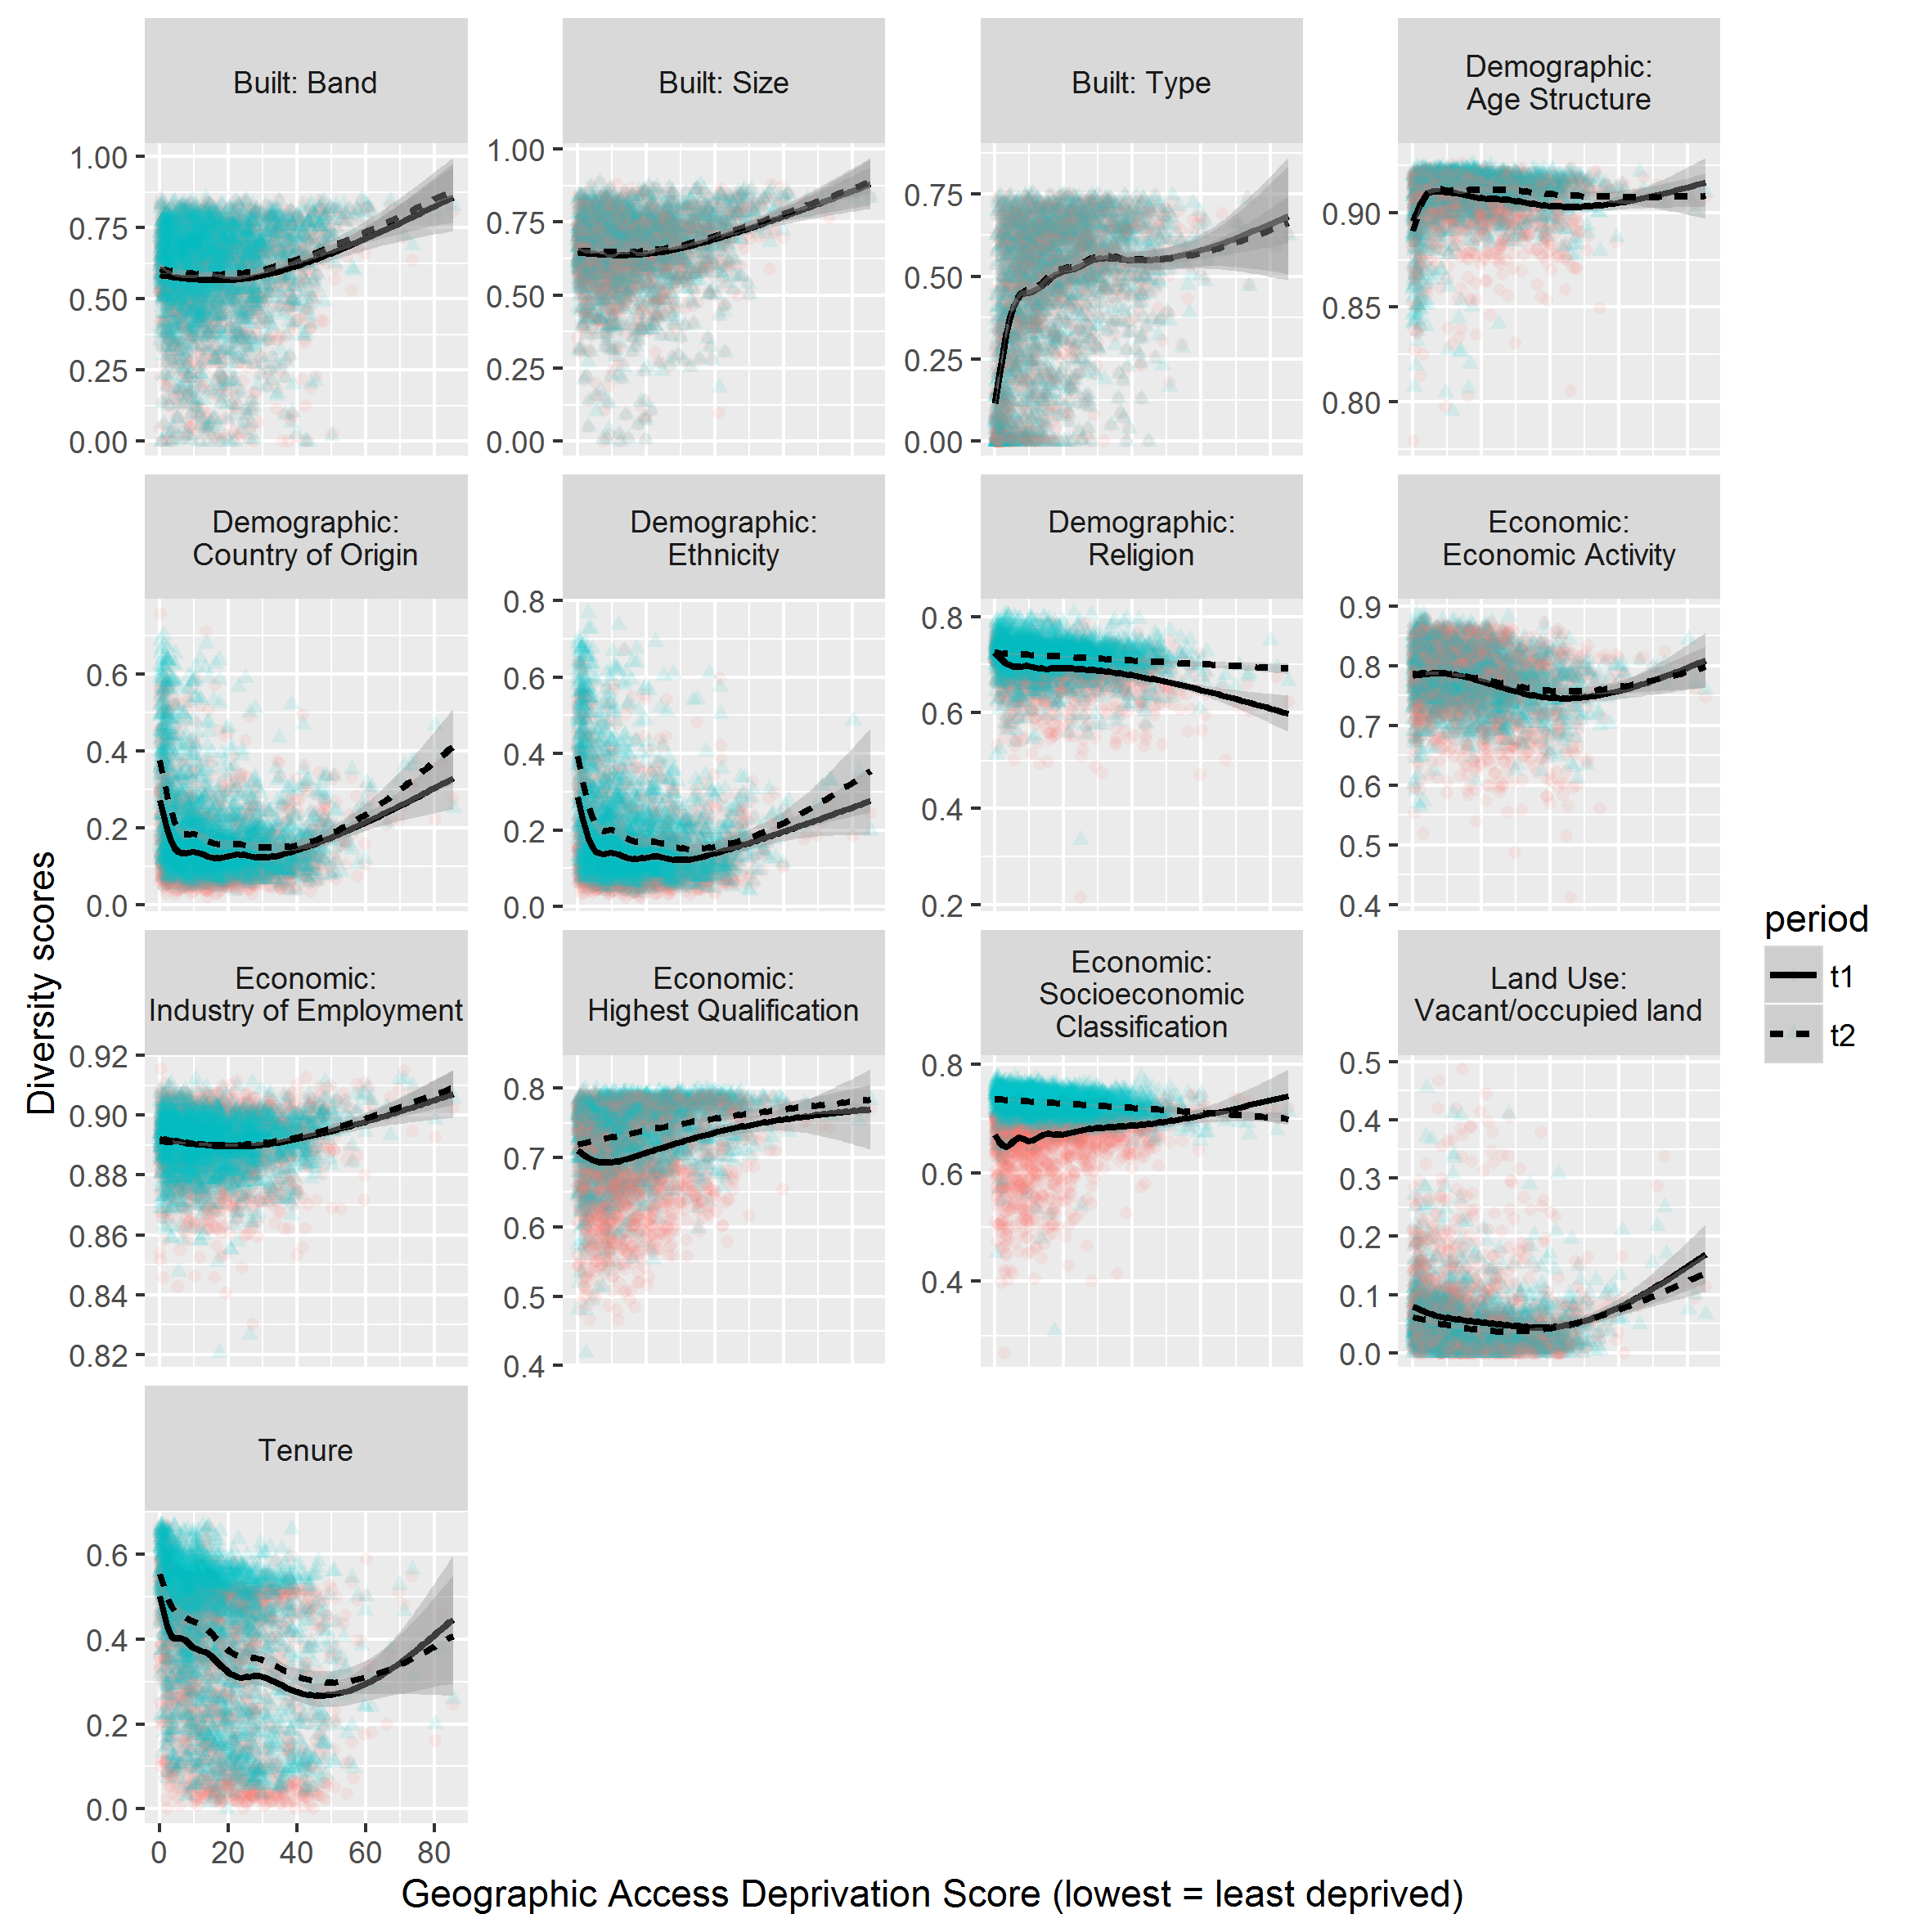 Built: Band
Built: Size
Built: Type
Demographic:
Age Structure
1.00
0.75
0.50
0.25
0.00
1.00
0.75
0.50
0.25
0.00
0.75
0.50
0.25
0.00
0.90
0.85
0.80
Demographic:
Country of Origin
Demographic:
Ethnicity
Demographic:
Religion
Economic:
Economic Activity
0.6
0.4
0.2
0.0
0.8
0.6
0.4
0.2
0.0
0.8
0.6
0.4
0.2
0.9
0.8
0.7
0.6
0.5
0.4
Economic:
Industry of Employment
Economic:
Highest Qualification
Economic:
Socioeconomic
Classification
Land Use:
Vacant/occupied land
0.92
0.90
0.88
0.86
0.84
0.82
0.8
0.7
0.6
0.5
0.4
0.8
0.6
0.4
0.5
0.4
0.3
0.2
0.1
0.0
Tenure
0.6
0.4
0.2
0.0
0 20 40 60 80
Geographic Access Deprivation Score (lowest = least deprived)
Diversity scores
period
t1
t2